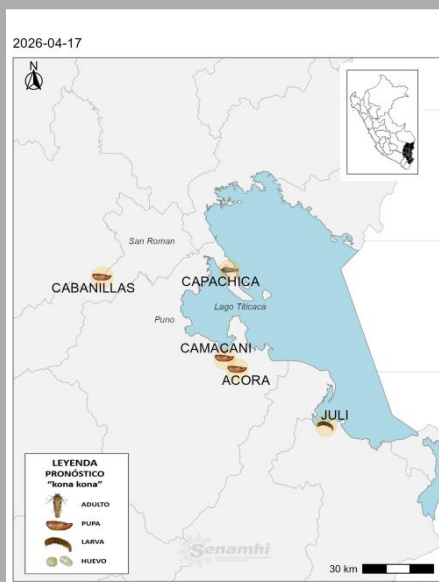 2026-04-17
N
San Roman
CABANILLAS
CAPACHICA
Lago Titicaca
Puno
CAMACANI
ACORA
JULI
LEYENDA
PRONÓSTICO
"kona kona"
ADULTO
PUPA
LARVA
HUEVO
Senamhi
30 km